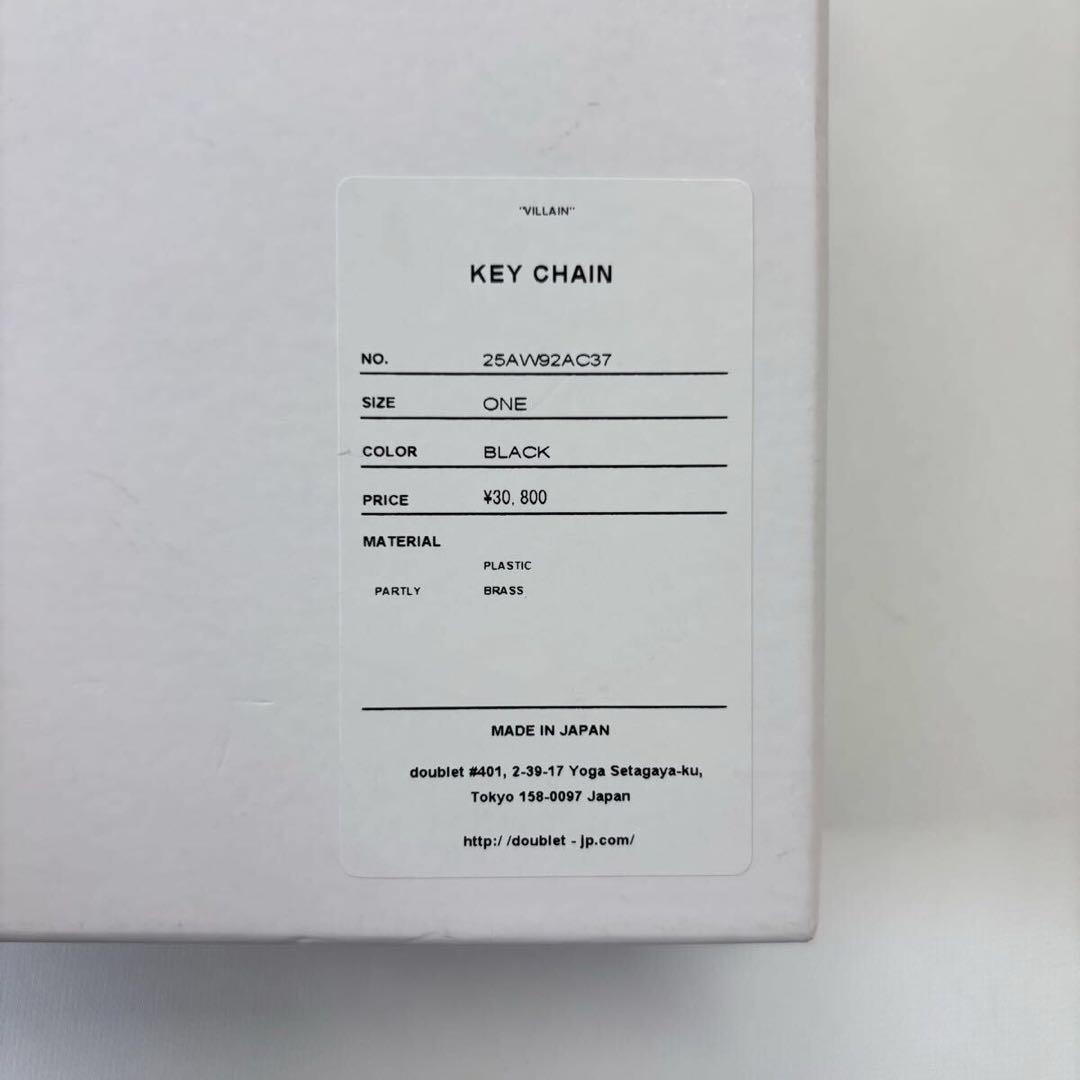 "VILLAIN"
KEY CHAIN
NO. 25AW92AC37
SIZE ONE
COLOR BLACK
PRICE ¥30,800
MATERIAL
PLASTIC
PARTLY BRASS
MADE IN JAPAN
doublet #401, 2-39-17 Yoga Setagaya-ku,
Tokyo 158-0097 Japan
http://doublet-jp.com/